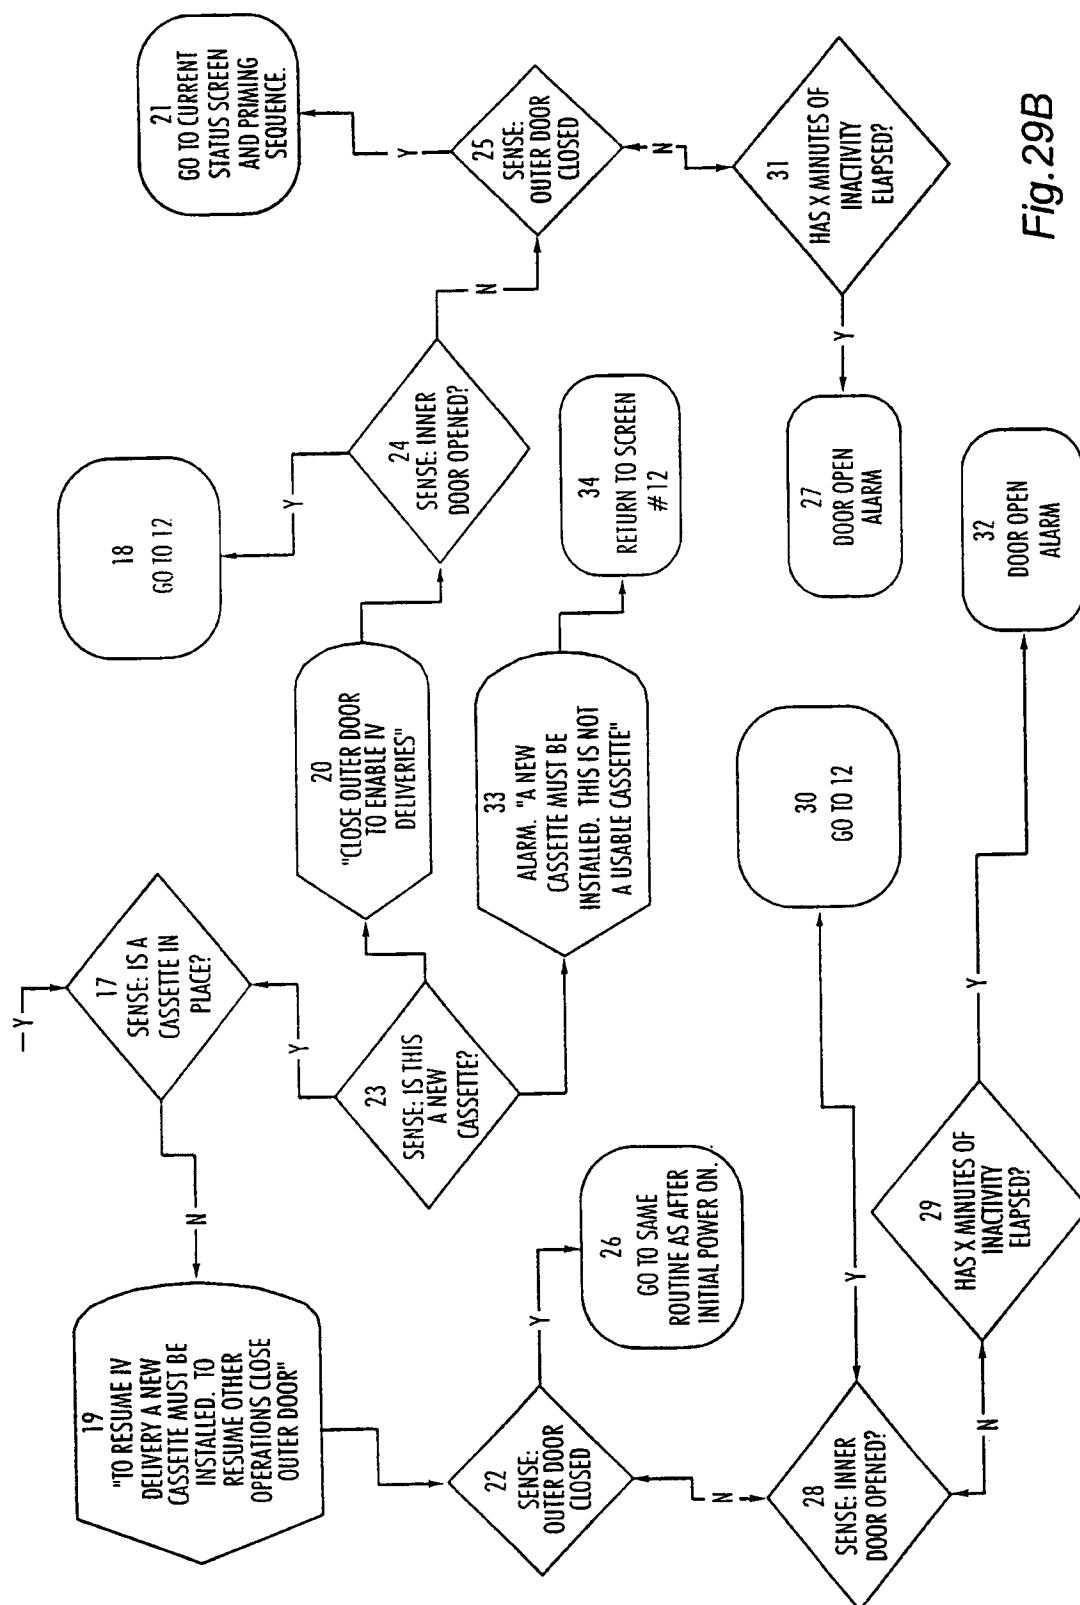 Y
17
SENSE: IS A
CASSETTE IN
PLACE?
N
19
"TO RESUME IV
DELIVERY A NEW
CASSETTE MUST BE
INSTALLED. TO
RESUME OTHER
OPERATIONS CLOSE
OUTER DOOR"
Y
23
SENSE: IS THIS
A NEW
CASSETTE?
20
"CLOSE OUTER DOOR
TO ENABLE IV
DELIVERIES"
18
GO TO 12
Y
24
SENSE: INNER
DOOR OPENED?
N
21
GO TO CURRENT
STATUS SCREEN
AND PRIMING
SEQUENCE.
Y
25
SENSE:
OUTER DOOR
CLOSED
N
31
HAS X MINUTES OF
INACTIVITY
ELAPSED?
Y
27
DOOR OPEN
ALARM
33
ALARM. "A NEW
CASSETTE MUST BE
INSTALLED. THIS IS NOT
A USABLE CASSETTE"
34
RETURN TO SCREEN
#12
22
SENSE:
OUTER DOOR
CLOSED
Y
26
GO TO SAME
ROUTINE AS AFTER
INITIAL POWER ON.
N
28
SENSE: INNER
DOOR OPENED?
Y
30
GO TO 12
N
29
HAS X MINUTES OF
INACTIVITY
ELAPSED?
Y
32
DOOR OPEN
ALARM
Fig.29B